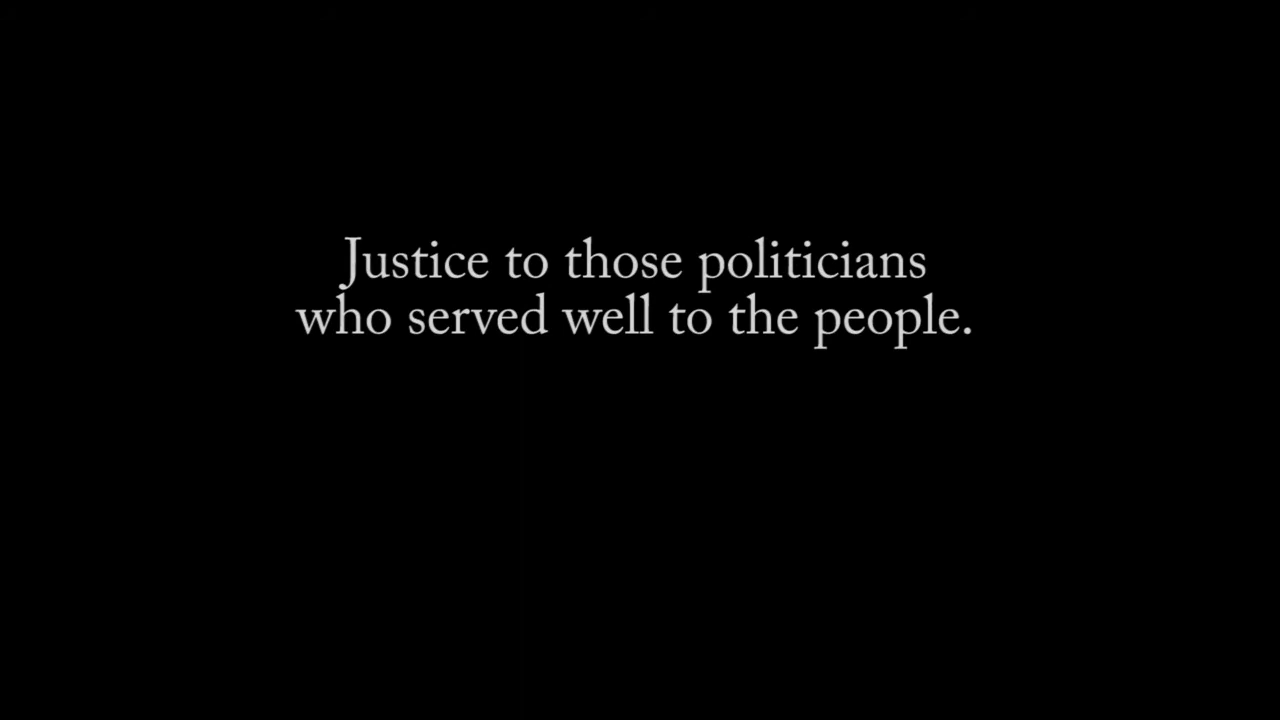 Justice to those politicians
who served well to the people.